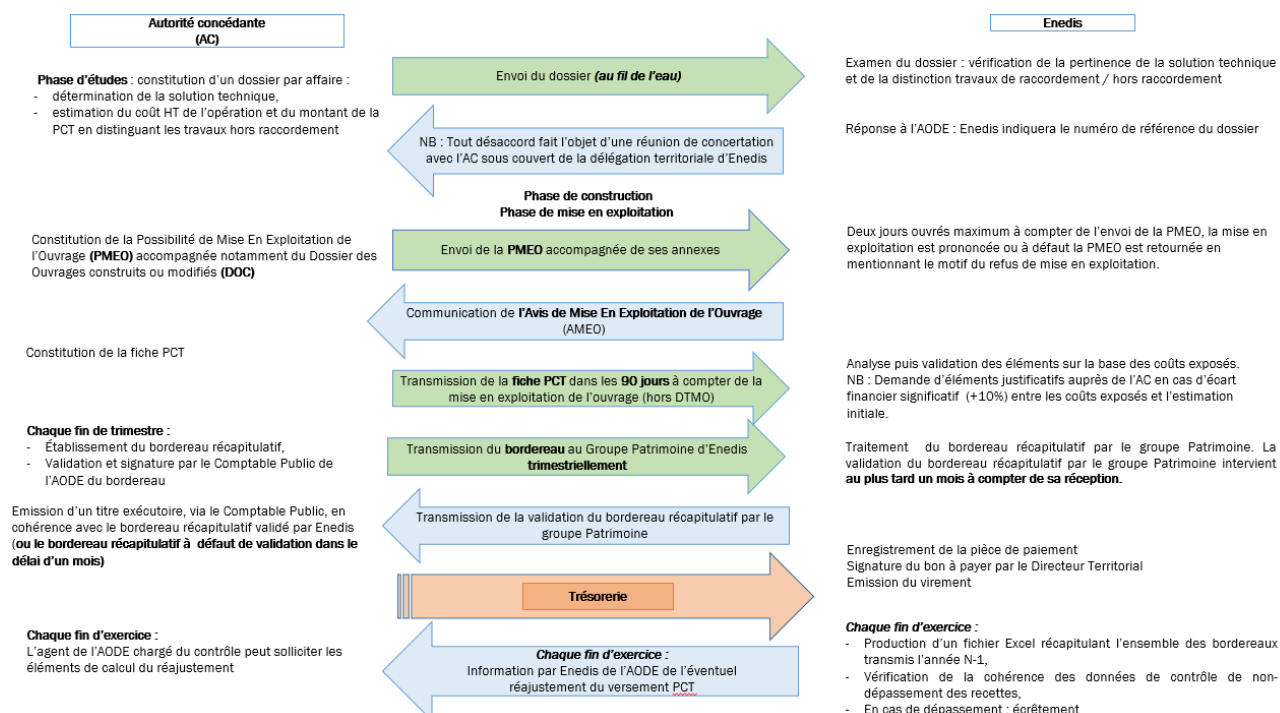 Autorité concédante
(AC)
Enedis
Phase d'études : constitution d'un dossier par affaire :
- détermination de la solution technique,
- estimation du coût HT de l'opération et du montant de la
PCT en distinguant les travaux hors raccordement
Envoi du dossier (au fil de l'eau)
Examen du dossier : vérification de la pertinence de la solution technique
et de la distinction travaux de raccordement / hors raccordement
NB : Tout désaccord fait l'objet d'une réunion de concertation
avec l'AC sous couvert de la délégation territoriale d'Enedis
Réponse à l'AODE : Enedis indiquera le numéro de référence du dossier
Phase de construction
Phase de mise en exploitation
Constitution de la Possibilité de Mise En Exploitation de
l'Ouvrage (PMEO) accompagnée notamment du Dossier des
Ouvrages construits ou modifiés (DOC)
Envoi de la PMEO accompagnée de ses annexes
Deux jours ouvrés maximum à compter de l'envoi de la PMEO, la mise en
exploitation est prononcée ou à défaut la PMEO est retournée en
mentionnant le motif du refus de mise en exploitation.
Communication de l'Avis de Mise En Exploitation de l'Ouvrage
(AMEO)
Constitution de la fiche PCT
Transmission de la fiche PCT dans les 90 jours à compter de la
mise en exploitation de l'ouvrage (hors DTMO)
Analyse puis validation des éléments sur la base des coûts exposés.
NB : Demande d'éléments justificatifs auprès de l'AC en cas d'écart
financier significatif (+10%) entre les coûts exposés et l'estimation
initiale.
Chaque fin de trimestre :
- Établissement du bordereau récapitulatif,
- Validation et signature par le Comptable Public de
l'AODE du bordereau
Transmission du bordereau au Groupe Patrimoine d'Enedis
trimestriellement
Traitement du bordereau récapitulatif par le groupe Patrimoine. La
validation du bordereau récapitulatif par le groupe Patrimoine intervient
au plus tard un mois à compter de sa réception.
Emission d'un titre exécutoire, via le Comptable Public, en
cohérence avec le bordereau récapitulatif validé par Enedis
(ou le bordereau récapitulatif à défaut de validation dans le
délai d'un mois)
Transmission de la validation du bordereau récapitulatif par le
groupe Patrimoine
Enregistrement de la pièce de paiement
Signature du bon à payer par le Directeur Territorial
Emission du virement
Trésorerie
Chaque fin d'exercice :
L'agent de l'AODE chargé du contrôle peut solliciter les
éléments de calcul du réajustement
Chaque fin d'exercice :
Information par Enedis de l'AODE de l'éventuel
réajustement du versement PCT
Chaque fin d'exercice :
- Production d'un fichier Excel récapitulant l'ensemble des bordereaux
transmis l'année N-1,
- Vérification de la cohérence des données de contrôle de non-
dépassement des recettes,
- En cas de dépassement : écrêtement